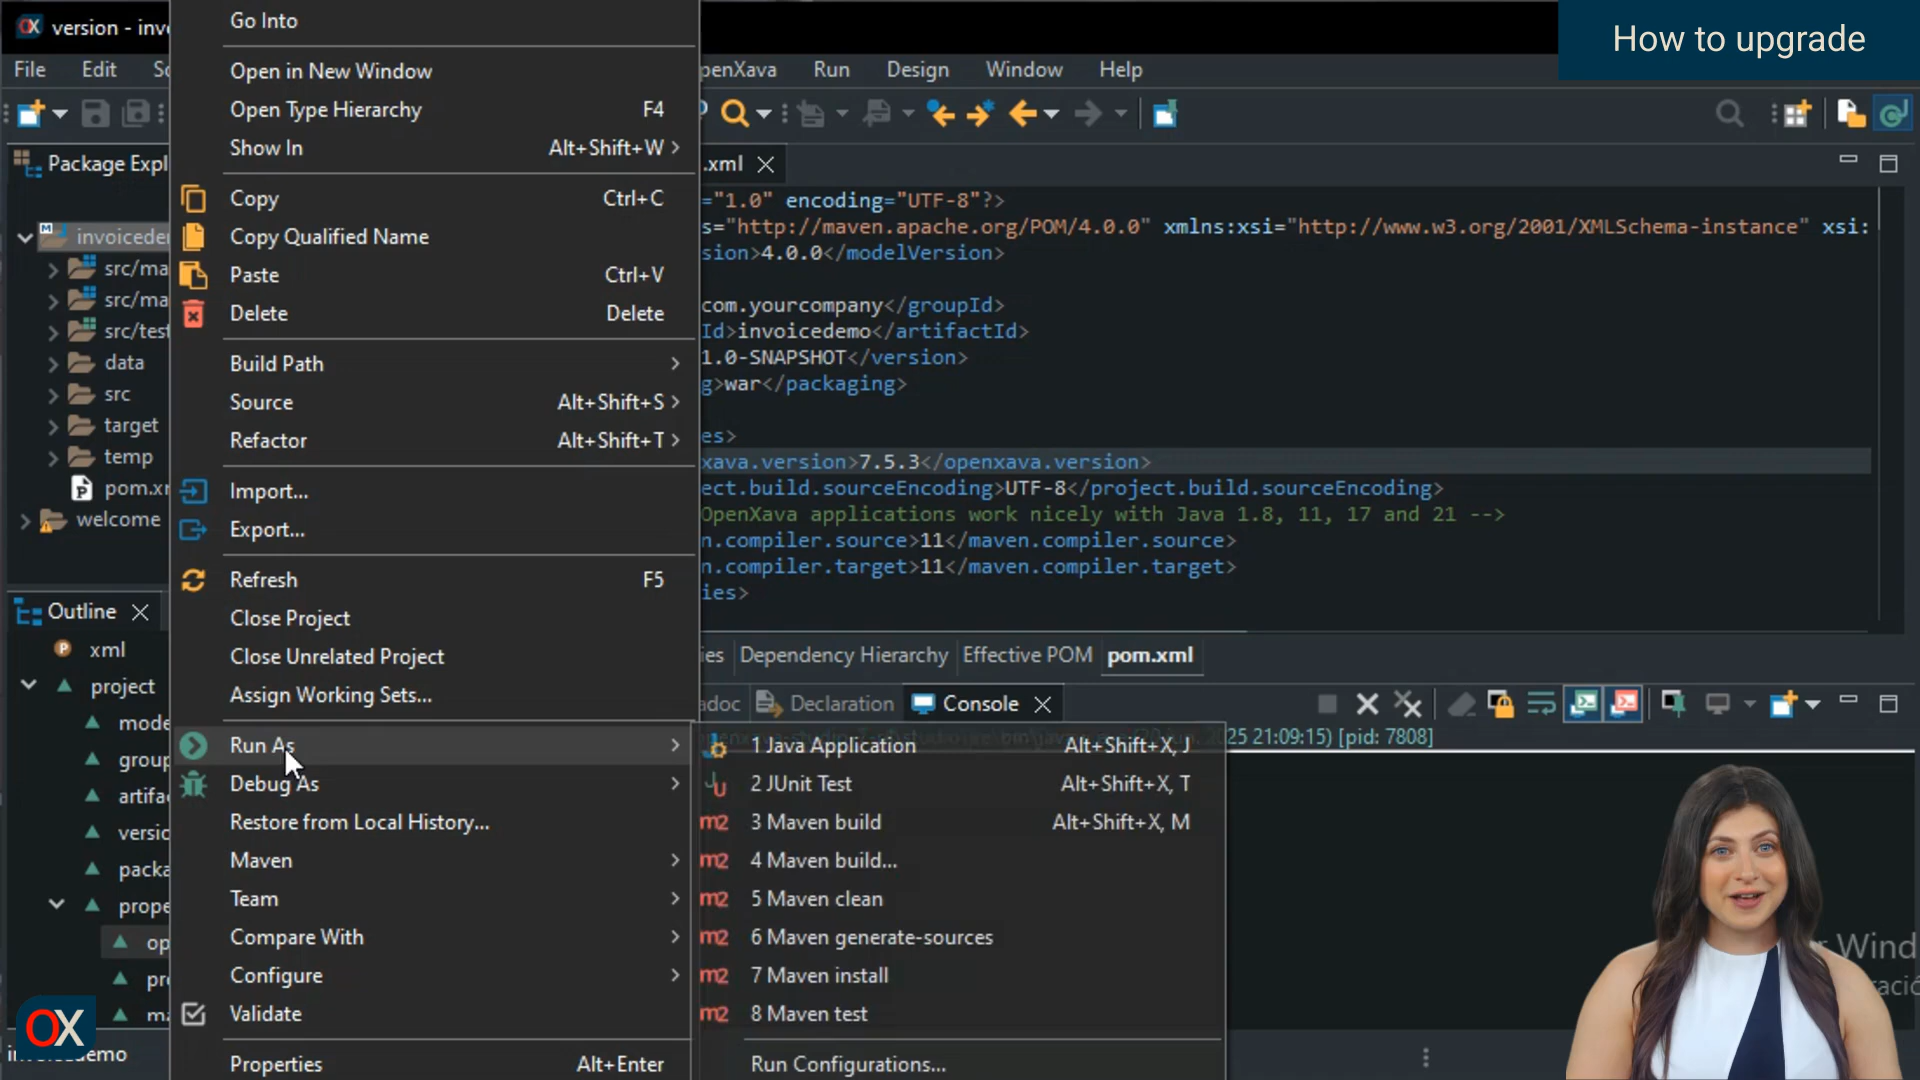 version - invo
How to upgrade
File Edit So
penXava Run Design Window Help
Package Expl
invoicede
src/ma
src/ma
src/test
data
src
target
temp
pom.x
welcome
Outline
xml
project
mode
group
artifa
versio
packa
prope
op
pr
ma
OX
demo
Go Into
Open in New Window
Open Type Hierarchy F4
Show In Alt+Shift+W >
Copy Ctrl+C
Copy Qualified Name
Paste Ctrl+V
Delete Delete
Build Path >
Source Alt+Shift+S >
Refactor Alt+Shift+T >
Import...
Export...
Refresh F5
Close Project
Close Unrelated Project
Assign Working Sets...
Run As >
Debug As >
Restore from Local History...
Maven >
Team >
Compare With >
Configure >
Validate
Properties Alt+Enter
.xml
="1.0" encoding="UTF-8"?>
s="http://maven.apache.org/POM/4.0.0" xmlns:xsi="http://www.w3.org/2001/XMLSchema-instance" xsi:
sion>4.0.0</modelVersion>
com.yourcompany</groupId>
Id>invoicedemo</artifactId>
1.0-SNAPSHOT</version>
g>war</packaging>
es>
xava.version>7.5.3</openxava.version>
ect.build.sourceEncoding>UTF-8</project.build.sourceEncoding>
OpenXava applications work nicely with Java 1.8, 11, 17 and 21 -->
n.compiler.source>11</maven.compiler.source>
n.compiler.target>11</maven.compiler.target>
ies>
ies Dependency Hierarchy Effective POM pom.xml
adoc Declaration Console
25 21:09:15) [pid: 7808]
1 Java Application Alt+Shift+X, J
2 JUnit Test Alt+Shift+X, T
3 Maven build Alt+Shift+X, M
4 Maven build...
5 Maven clean
6 Maven generate-sources
7 Maven install
8 Maven test
Run Configurations...
r Wind
ració